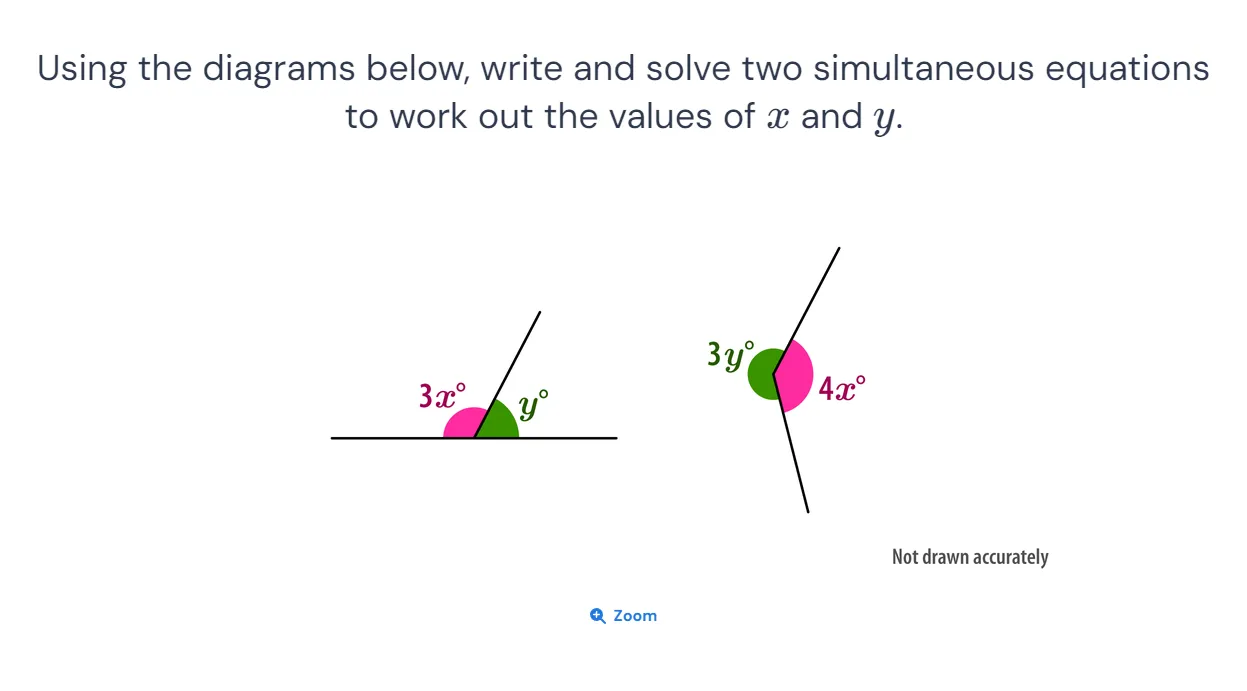 Using the diagrams below, write and solve two simultaneous equations
to work out the values of x and y.
3x°
y°
3y°
4x°
Not drawn accurately
Zoom